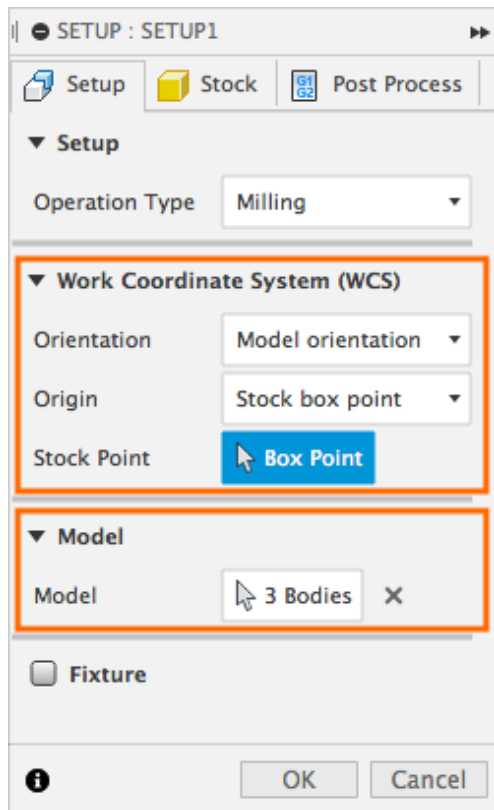 SETUP : SETUP1
Setup Stock G1 G2 Post Process
Setup
Operation Type Milling
Work Coordinate System (WCS)
Orientation Model orientation
Origin Stock box point
Stock Point Box Point
Model
Model 3 Bodies
Fixture
OK Cancel